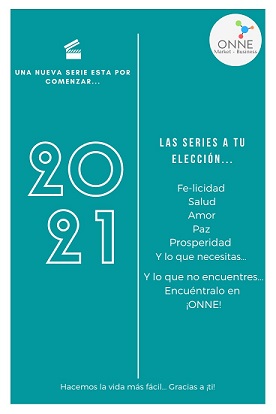 ONNE
Market - Business
UNA NUEVA SERIE ESTA POR
COMENZAR...
20
21
LAS SERIES A TU
ELECCIÓN...
Fe-licidad
Salud
Amor
Paz
Prosperidad
Y lo que necesitas...
Y lo que no encuentres...
Encuéntralo en
¡ONNE!
Hacemos la vida más fácil... Gracias a ¡ti!